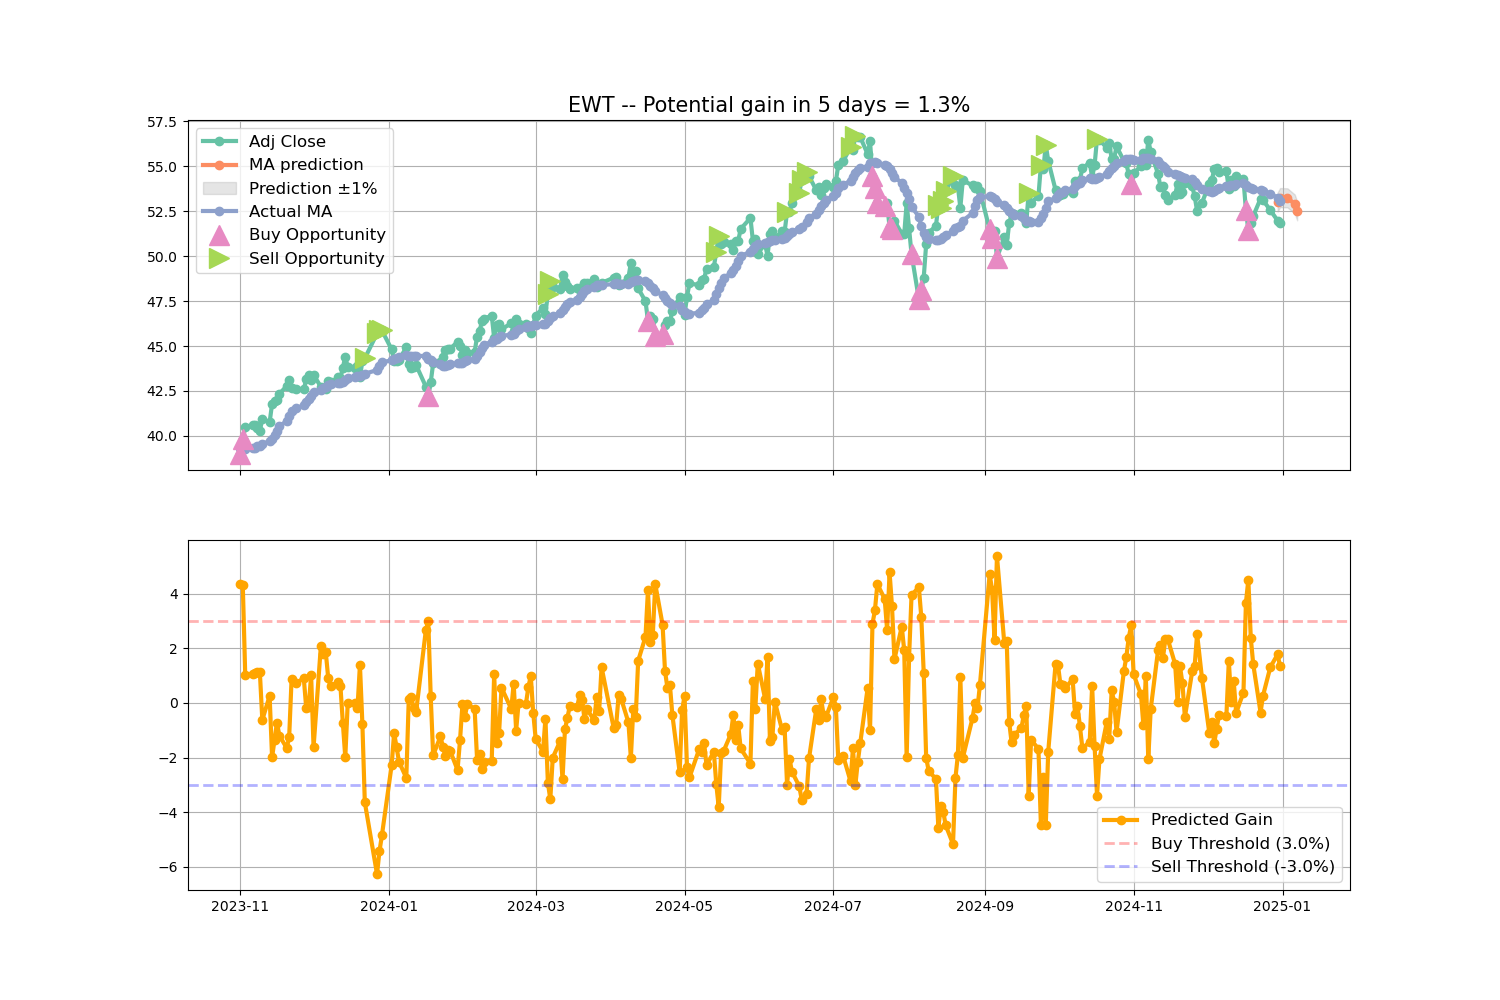 EWT -- Potential gain in 5 days = 1.3%
57.5
55.0
52.5
50.0
47.5
45.0
42.5
40.0
Adj Close
MA prediction
Prediction ±1%
Actual MA
Buy Opportunity
Sell Opportunity
4
2
0
−2
−4
−6
Predicted Gain
Buy Threshold (3.0%)
Sell Threshold (-3.0%)
2023-11
2024-01
2024-03
2024-05
2024-07
2024-09
2024-11
2025-01